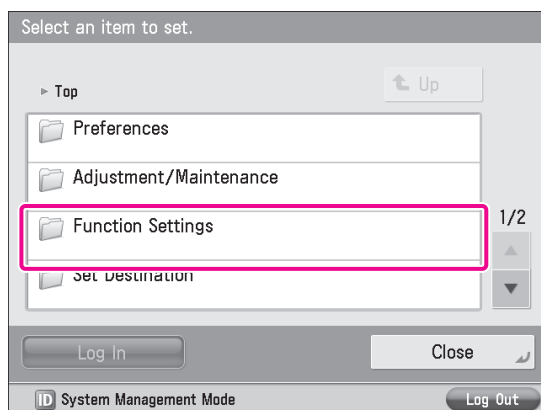 Select an item to set.
▶ Top
Up
Preferences
Adjustment/Maintenance
Function Settings
1/2
Set Destination
Log In
Close
ID System Management Mode
Log Out